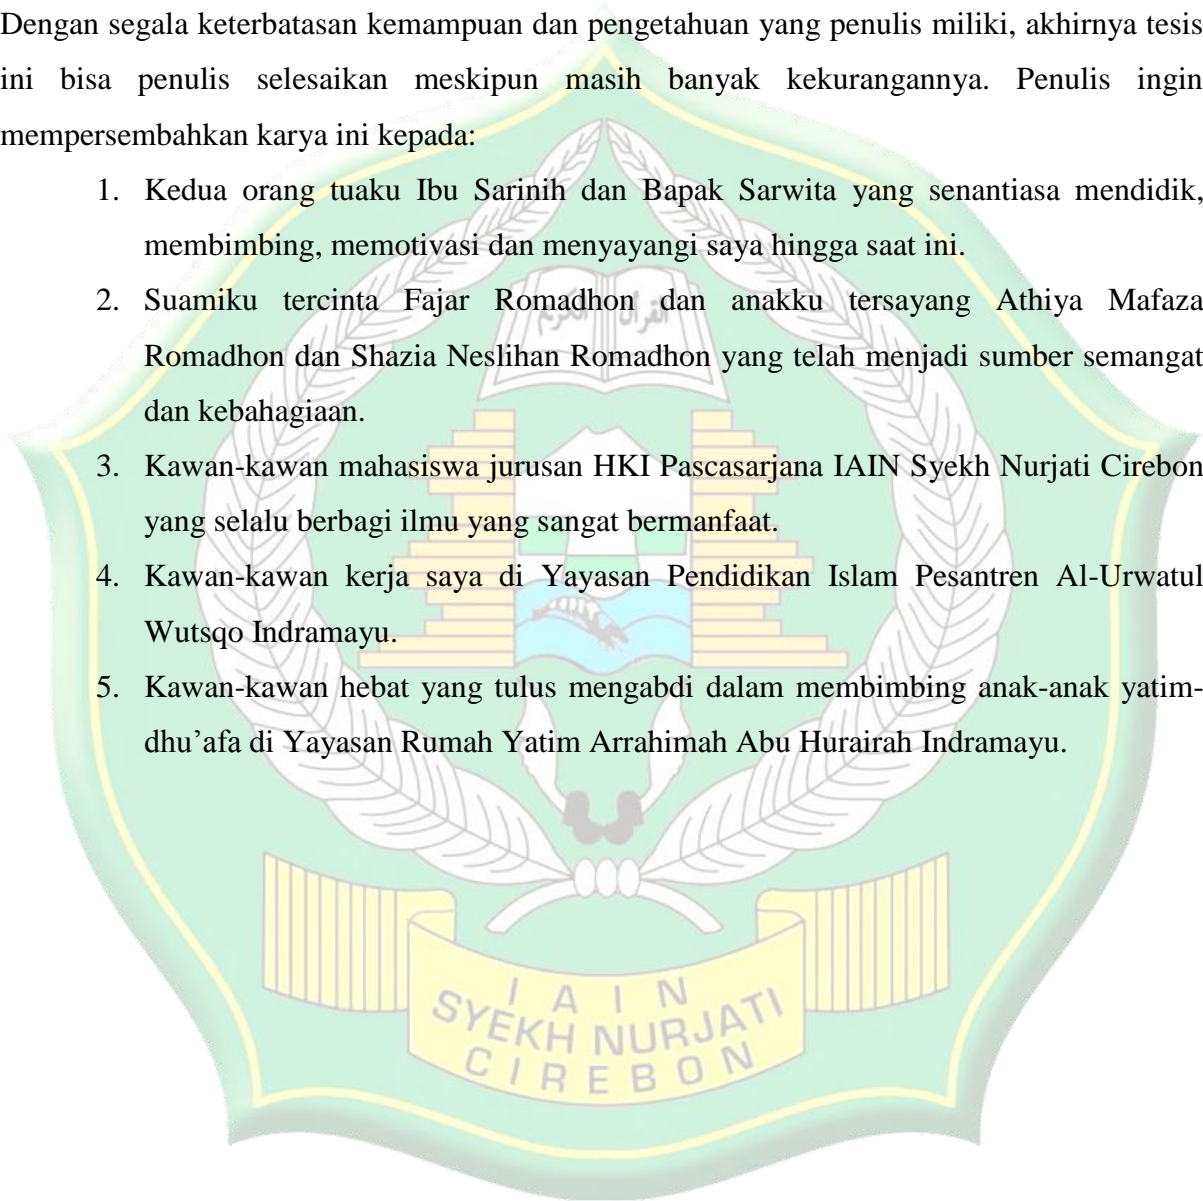 Dengan segala keterbatasan kemampuan dan pengetahuan yang penulis miliki, akhirnya tesis
ini bisa penulis selesaikan meskipun masih banyak kekurangannya. Penulis ingin
mempersembahkan karya ini kepada:
1. Kedua orang tuaku Ibu Sarinih dan Bapak Sarwita yang senantiasa mendidik,
membimbing, memotivasi dan menyayangi saya hingga saat ini.
2. Suamiku tercinta Fajar Romadhon dan anakku tersayang Athiya Mafaza
Romadhon dan Shazia Neslihan Romadhon yang telah menjadi sumber semangat
dan kebahagiaan.
3. Kawan-kawan mahasiswa jurusan HKI Pascasarjana IAIN Syekh Nurjati Cirebon
yang selalu berbagi ilmu yang sangat bermanfaat.
4. Kawan-kawan kerja saya di Yayasan Pendidikan Islam Pesantren Al-Urwatul
Wutsqo Indramayu.
5. Kawan-kawan hebat yang tulus mengabdi dalam membimbing anak-anak yatim-
dhu’afa di Yayasan Rumah Yatim Arrahimah Abu Hurairah Indramayu.
القرآن الكريم
IAIN
SYEKH NURJATI
CIREBON